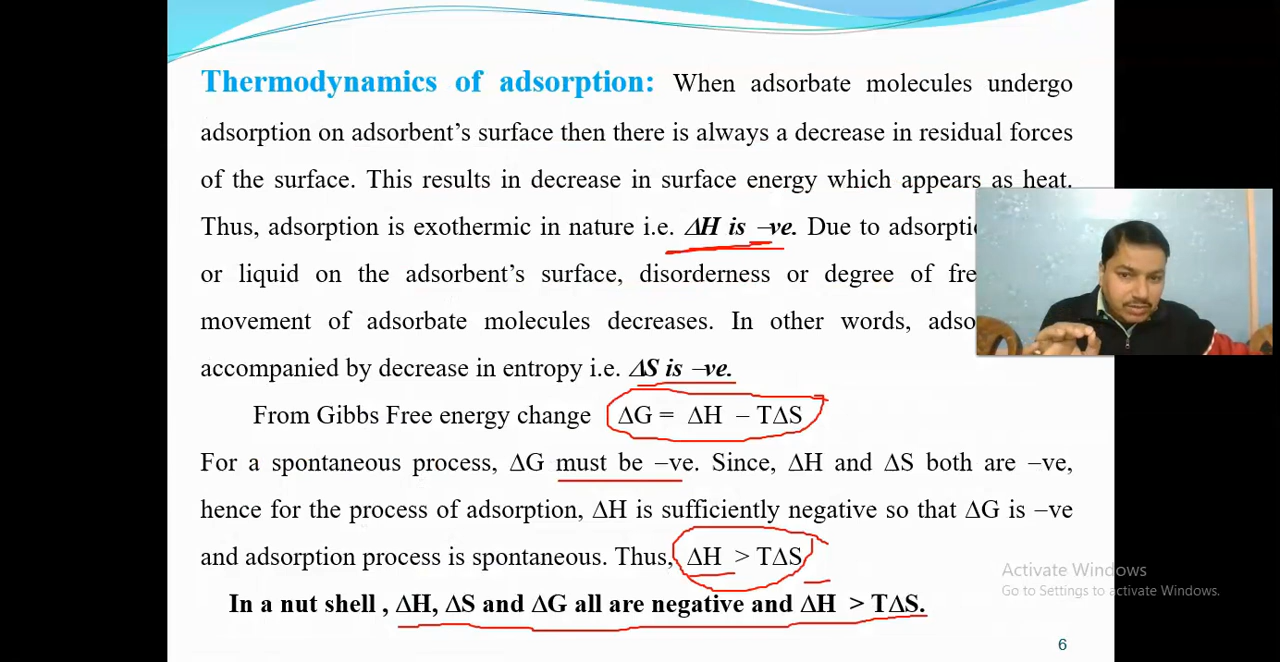 Thermodynamics of adsorption: When adsorbate molecules undergo
adsorption on adsorbent’s surface then there is always a decrease in residual forces
of the surface. This results in decrease in surface energy which appears as heat.
Thus, adsorption is exothermic in nature i.e. ΔH is –ve. Due to
or liquid on the adsorbent’s surface, disorderness or degree of
movement of adsorbate molecules decreases. In other words,
accompanied by decrease in entropy i.e. ΔS is –ve.
From Gibbs Free energy change ΔG = ΔH – TΔS
For a spontaneous process, ΔG must be –ve. Since, ΔH and ΔS both are –ve,
hence for the process of adsorption, ΔH is sufficiently negative so that ΔG is –ve
and adsorption process is spontaneous. Thus, ΔH > TΔS
In a nut shell , ΔH, ΔS and ΔG all are negative and ΔH > TΔS.
Activate Windows
Go to Settings to activate Windows.
6